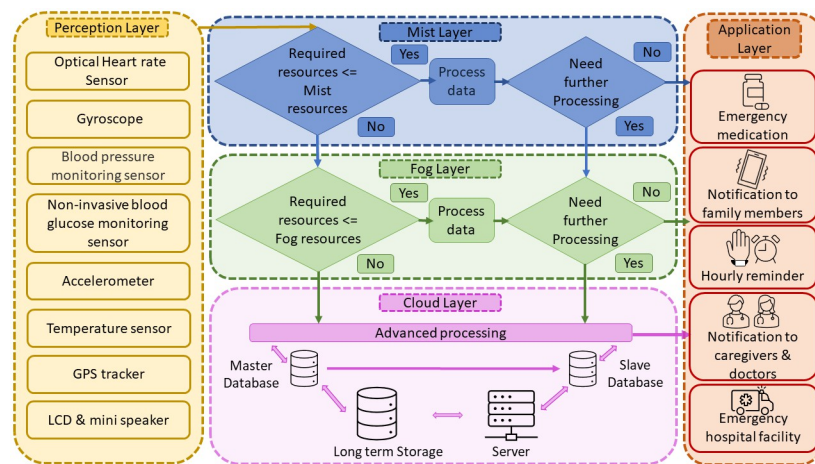 Perception Layer
Optical Heart rate
Sensor
Gyroscope
Blood pressure
monitoring sensor
Non-invasive blood
glucose monitoring
sensor
Accelerometer
Temperature sensor
GPS tracker
LCD & mini speaker
Mist Layer
Required
resources <=
Mist
resources
Yes
Process
data
Need
further
Processing
No
No
Yes
Fog Layer
Required
resources <=
Fog resources
Yes
Process
data
Need
further
Processing
No
No
Yes
Cloud Layer
Advanced processing
Master
Database
Slave
Database
Long term Storage
Server
Application
Layer
Emergency
medication
Notification to
family members
Hourly reminder
Notification to
caregivers &
doctors
Emergency
hospital facility